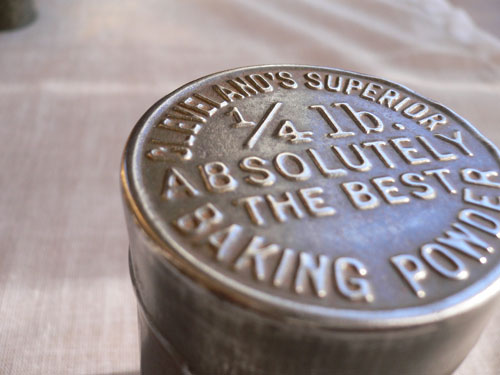 CLEVELAND'S SUPERIOR
1/4 lb.
ABSOLUTELY
THE BEST
BAKING POWDER